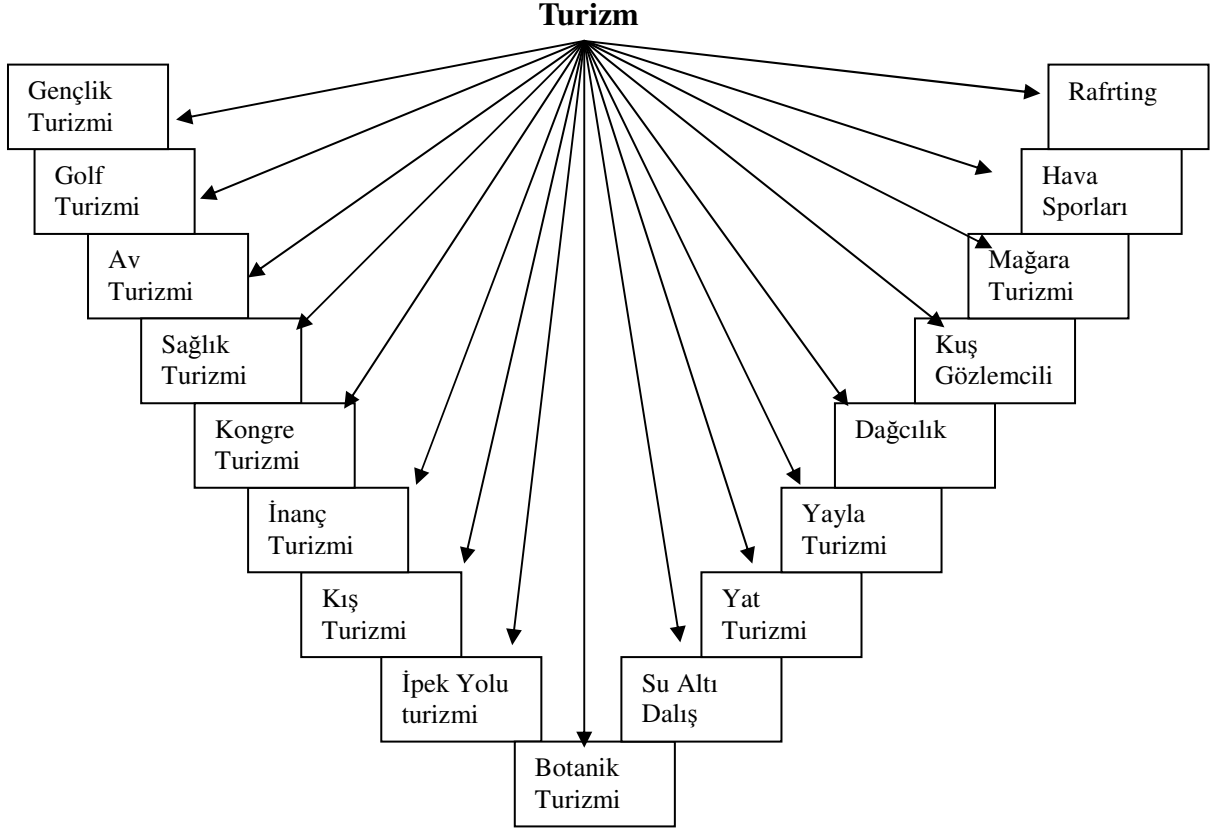 Turizm
Gençlik
Turizmi
Golf
Turizmi
Av
Turizmi
Sağlık
Turizmi
Kongre
Turizmi
İnanç
Turizmi
Kış
Turizmi
İpek Yolu
turizmi
Botanik
Turizmi
Su Altı
Dalış
Yat
Turizmi
Yayla
Turizmi
Dağcılık
Kuş
Gözlemcili
Mağara
Turizmi
Hava
Sporları
Rafrting